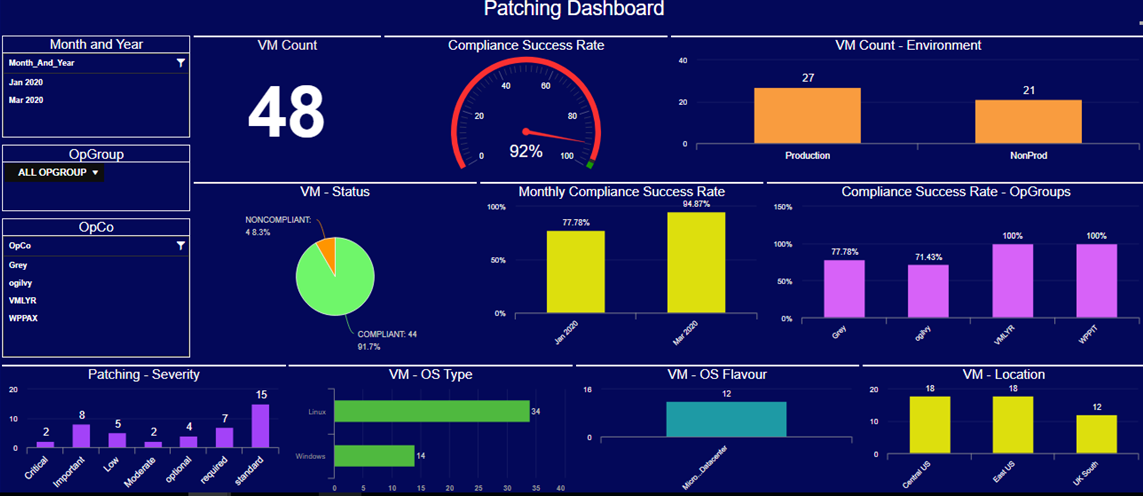 Patching Dashboard
Month and Year
Month_And_Year
Jan 2020
Mar 2020
OpGroup
ALL OPGROUP
OpCo
OpCo
Grey
ogilvy
VMLYR
WPPAX
VM Count
48
Compliance Success Rate
0
20
40
60
80
100
92%
VM Count - Environment
40
20
0
27
21
Production
NonProd
VM - Status
NONCOMPLIANT:
4 8.3%
COMPLIANT: 44
91.7%
Monthly Compliance Success Rate
100%
50%
0%
77.78%
94.87%
Jan 2020
Mar 2020
Compliance Success Rate - OpGroups
150%
100%
50%
0%
77.78%
71.43%
100%
100%
Grey
ogilvy
VMLYR
WPPIT
Patching - Severity
20
10
0
2
8
5
2
4
7
15
Critical
Important
Low
Moderate
optional
required
standard
VM - OS Type
Linux
34
Windows
14
0 5 10 15 20 25 30 35 40
VM - OS Flavour
16
0
12
Micro...Datacenter
VM - Location
20
10
0
18
18
12
Central US
East US
UK South